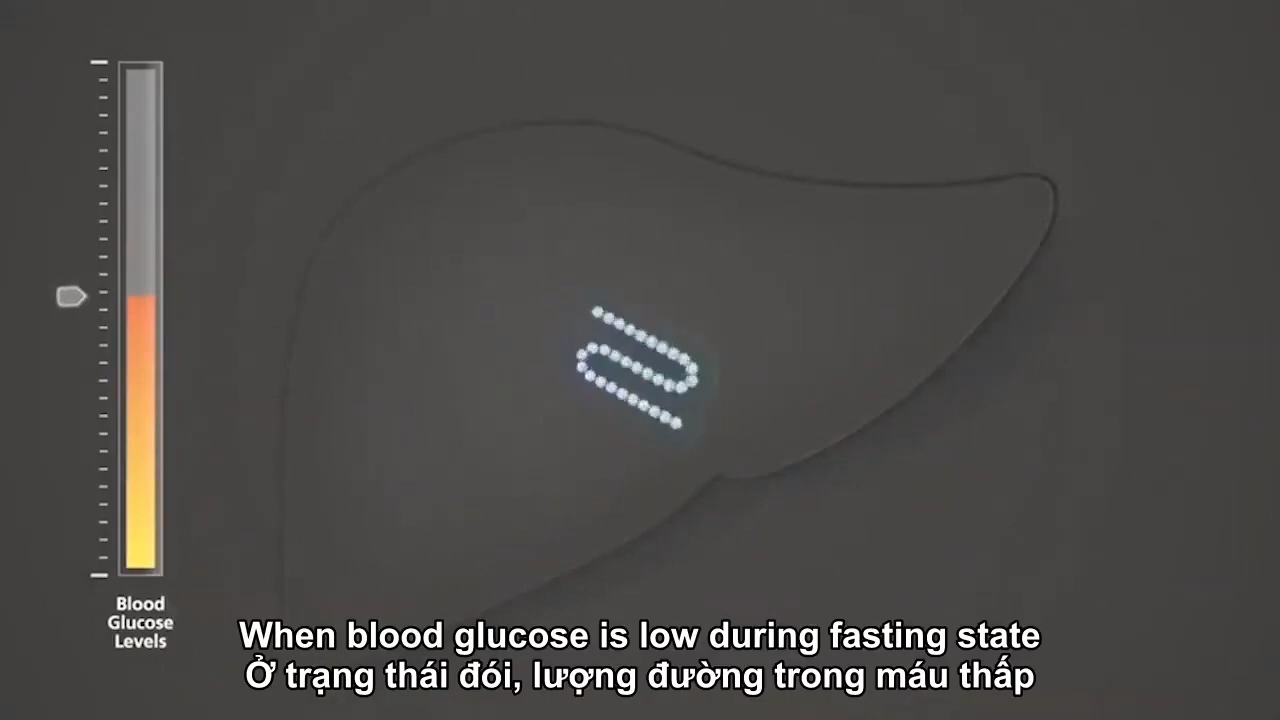 Blood
Glucose
Levels
When blood glucose is low during fasting state
Ở trạng thái đói, lượng đường trong máu thấp